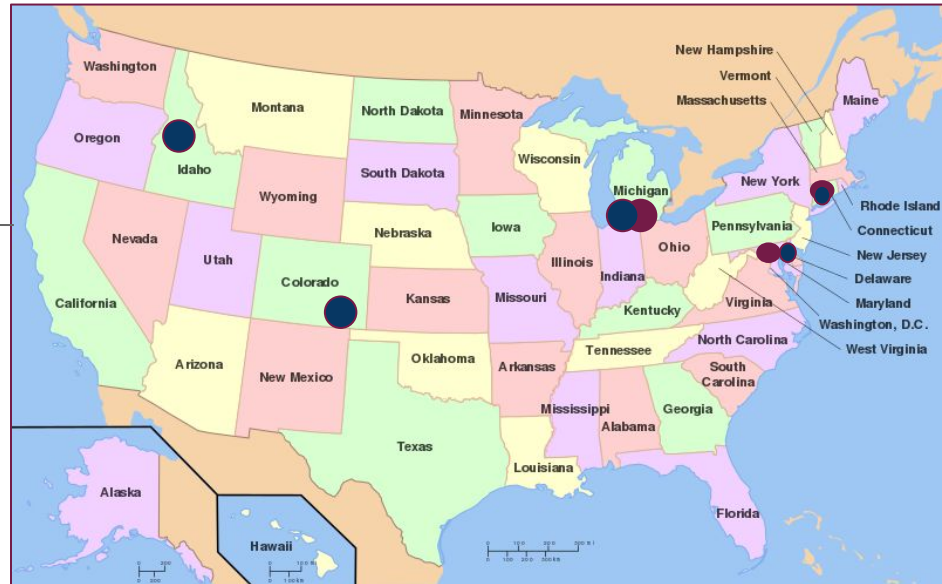 New Hampshire
Vermont
Massachusetts
Washington
Montana
North Dakota
Minnesota
Maine
Oregon
Idaho
Wisconsin
South Dakota
Michigan
New York
Wyoming
Rhode Island
Connecticut
Iowa
Pennsylvania
Nebraska
Nevada
Ohio
New Jersey
Utah
Illinois
Indiana
Delaware
Colorado
California
Kansas
Missouri
Virginia
Maryland
Kentucky
Washington, D.C.
North Carolina
West Virginia
Tennessee
Oklahoma
Arizona
New Mexico
Arkansas
South
Carolina
Mississippi
Georgia
Alabama
Texas
Louisiana
Alaska
Florida
Hawaii